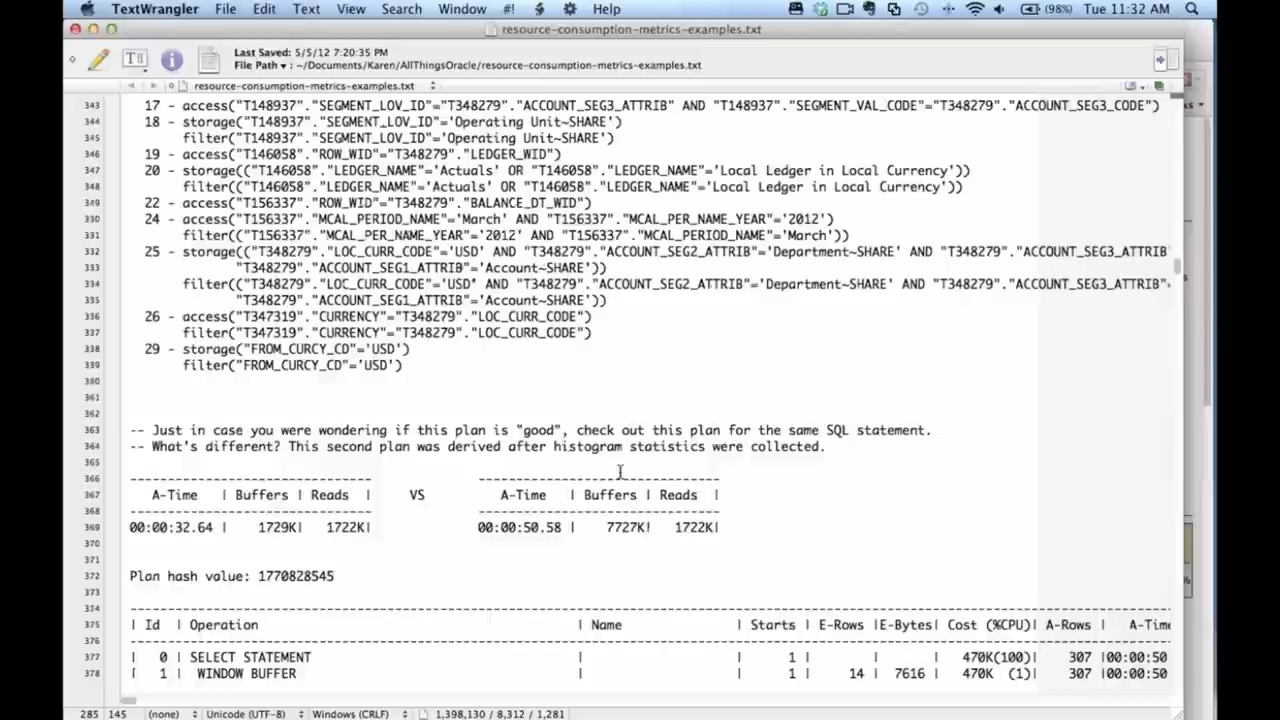 TextWrangler File Edit Text View Search Window #! Help (98%) Tue 11:32 AM
resource-consumption-metrics-examples.txt
Last Saved: 5/5/12 7:20:35 PM
File Path ▾ : ~/Documents/Karen/AllThingsOracle/resource-consumption-metrics-examples.txt
resource-consumption-metrics-examples.txt
343 17 - access("T148937"."SEGMENT_LOV_ID"="T348279"."ACCOUNT_SEG3_ATTRIB" AND "T148937"."SEGMENT_VAL_CODE"="T348279"."ACCOUNT_SEG3_CODE")
344 18 - storage("T148937"."SEGMENT_LOV_ID"='Operating Unit~SHARE')
345 filter("T148937"."SEGMENT_LOV_ID"='Operating Unit~SHARE')
346 19 - access("T146058"."ROW_WID"="T348279"."LEDGER_WID")
347 20 - storage(("T146058"."LEDGER_NAME"='Actuals' OR "T146058"."LEDGER_NAME"='Local Ledger in Local Currency'))
348 filter(("T146058"."LEDGER_NAME"='Actuals' OR "T146058"."LEDGER_NAME"='Local Ledger in Local Currency'))
349 22 - access("T156337"."ROW_WID"="T348279"."BALANCE_DT_WID")
330 24 - access("T156337"."MCAL_PERIOD_NAME"='March' AND "T156337"."MCAL_PER_NAME_YEAR"='2012')
331 filter(("T156337"."MCAL_PER_NAME_YEAR"='2012' AND "T156337"."MCAL_PERIOD_NAME"='March'))
332 25 - storage(("T348279"."LOC_CURR_CODE"='USD' AND "T348279"."ACCOUNT_SEG2_ATTRIB"='Department~SHARE' AND "T348279"."ACCOUNT_SEG3_ATTRIB'
333 "T348279"."ACCOUNT_SEG1_ATTRIB"='Account~SHARE'))
334 filter(("T348279"."LOC_CURR_CODE"='USD' AND "T348279"."ACCOUNT_SEG2_ATTRIB"='Department~SHARE' AND "T348279"."ACCOUNT_SEG3_ATTRIB"=
335 "T348279"."ACCOUNT_SEG1_ATTRIB"='Account~SHARE'))
336 26 - access("T347319"."CURRENCY"="T348279"."LOC_CURR_CODE")
337 filter("T347319"."CURRENCY"="T348279"."LOC_CURR_CODE")
338 29 - storage("FROM_CURCY_CD"='USD')
339 filter("FROM_CURCY_CD"='USD')
360
361
362
363 -- Just in case you were wondering if this plan is "good", check out this plan for the same SQL statement.
364 -- What's different? This second plan was derived after histogram statistics were collected.
365
366 -------------------------------- --------------------------------
367 A-Time | Buffers | Reads | VS A-Time | Buffers | Reads |
368 -------------------------------- --------------------------------
369 00:00:32.64 | 1729K| 1722K| 00:00:50.58 | 7727K| 1722K|
370
371
372 Plan hash value: 1770828545
373
374 --------------------------------------------------------------------------------
375 | Id | Operation | Name | Starts | E-Rows |E-Bytes| Cost (%CPU)| A-Rows | A-Time
376 --------------------------------------------------------------------------------
377 | 0 | SELECT STATEMENT | | 1 | | | 470K(100)| 307 |00:00:50
378 | 1 | WINDOW BUFFER | | 1 | 14 | 7616 | 470K (1)| 307 |00:00:50
285 145 (none) Unicode (UTF-8) Windows (CRLF) 1,398,130 / 8,312 / 1,281